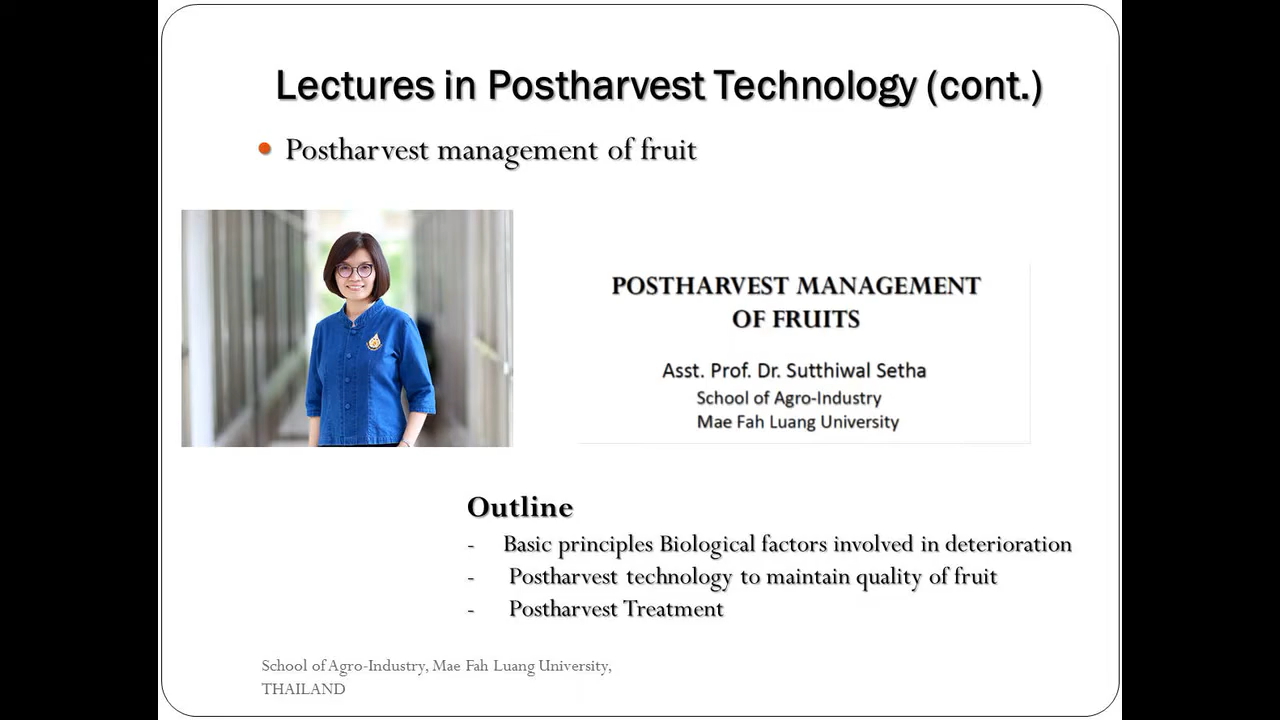 Lectures in Postharvest Technology (cont.)
• Postharvest management of fruit
POSTHARVEST MANAGEMENT
OF FRUITS
Asst. Prof. Dr. Sutthiwal Setha
School of Agro-Industry
Mae Fah Luang University
Outline
- Basic principles Biological factors involved in deterioration
- Postharvest technology to maintain quality of fruit
- Postharvest Treatment
School of Agro-Industry, Mae Fah Luang University,
THAILAND